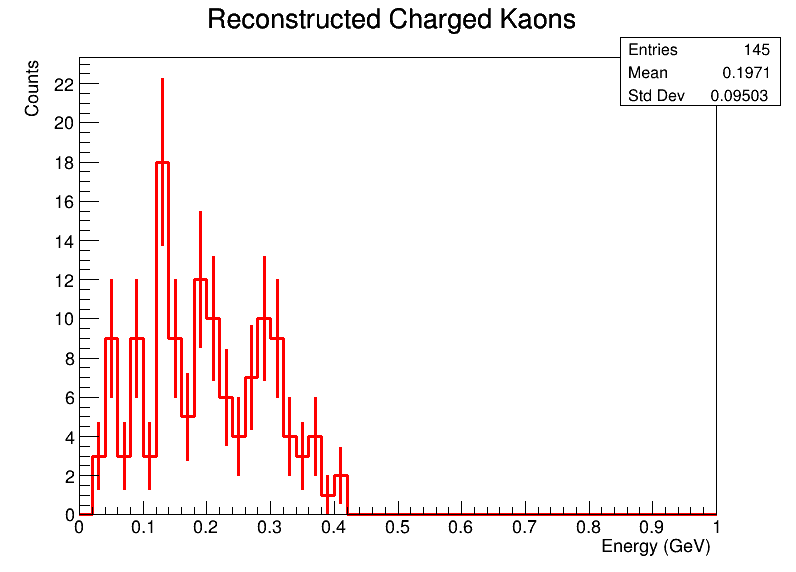 Reconstructed Charged Kaons
Entries 145
Mean 0.1971
Std Dev 0.09503
Counts
22
20
18
16
14
12
10
8
6
4
2
0
0 0.1 0.2 0.3 0.4 0.5 0.6 0.7 0.8 0.9 1
Energy (GeV)